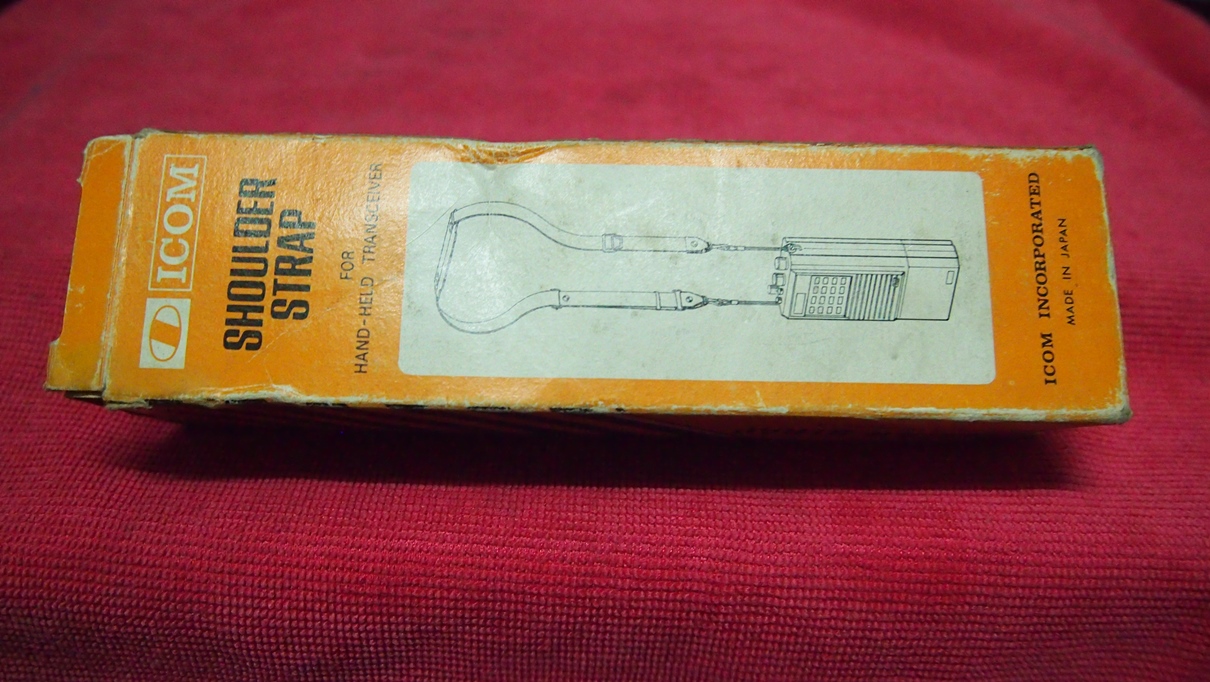 ICOM
SHOULDER
STRAP
FOR
HAND-HELD TRANSCEIVER
ICOM INCORPORATED
MADE IN JAPAN